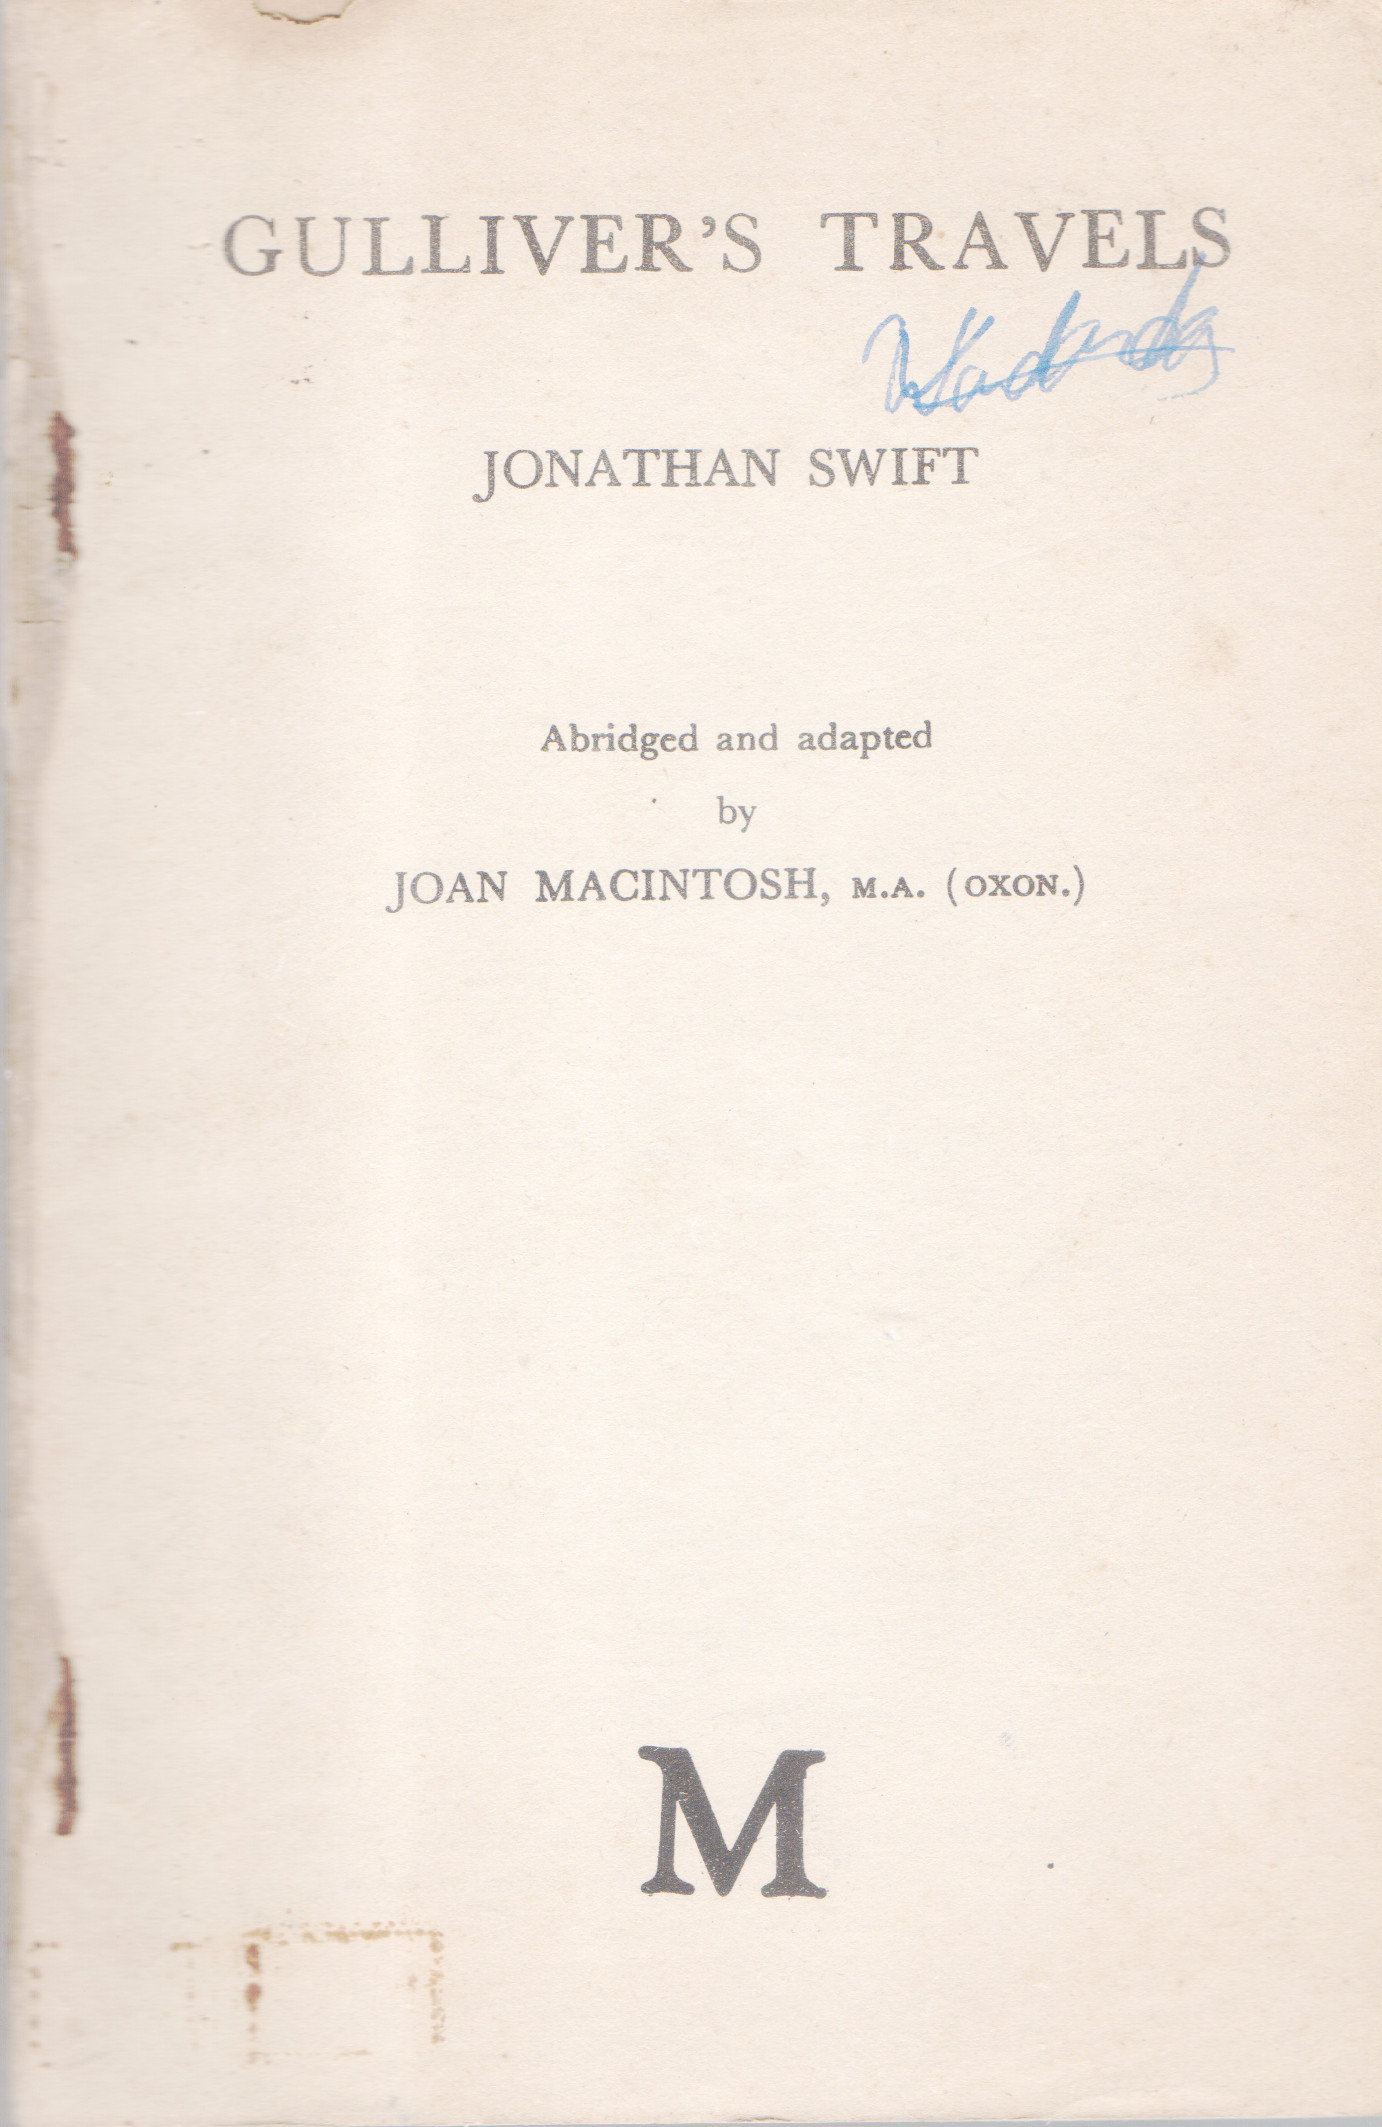 GULLIVER'S TRAVELS
JONATHAN SWIFT
Abridged and adapted
by
JOAN MACINTOSH, M.A. (OXON.)
M